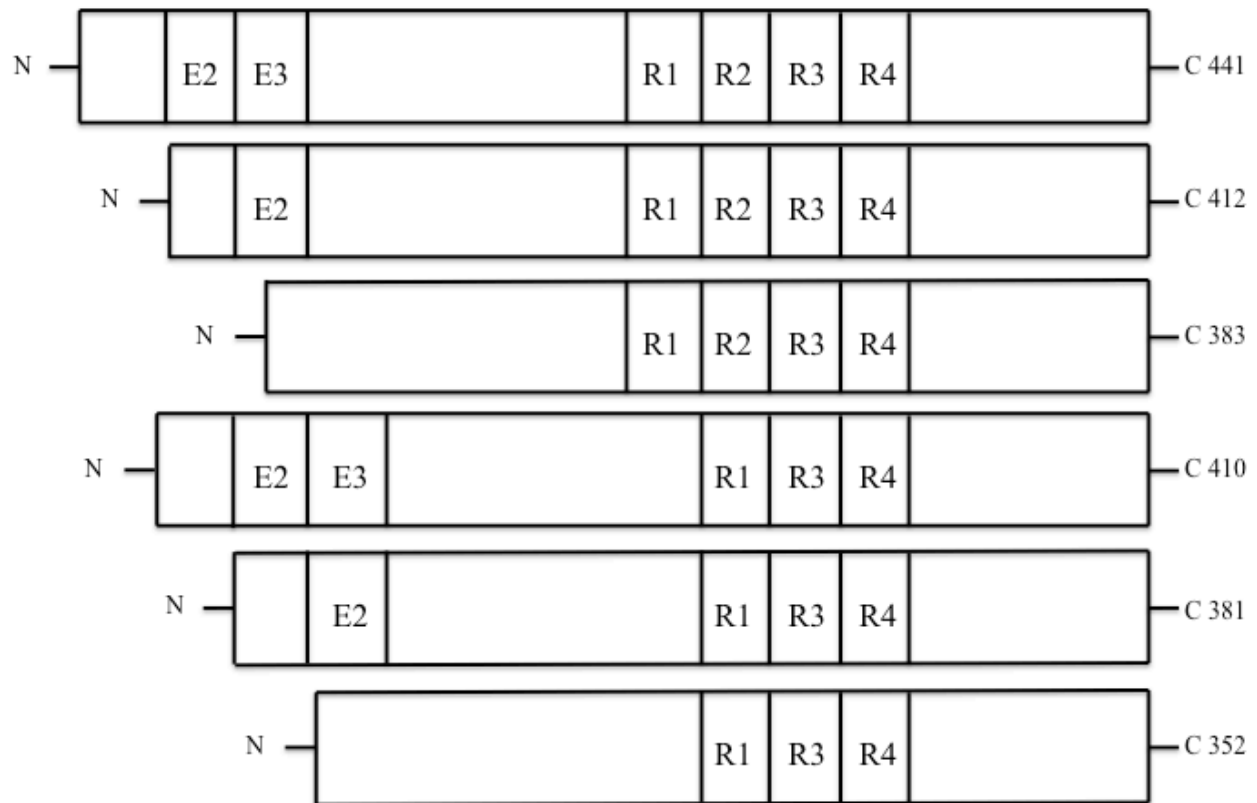 N E2 E3 R1 R2 R3 R4 C 441
N E2 R1 R2 R3 R4 C 412
N R1 R2 R3 R4 C 383
N E2 E3 R1 R3 R4 C 410
N E2 R1 R3 R4 C 381
N R1 R3 R4 C 352